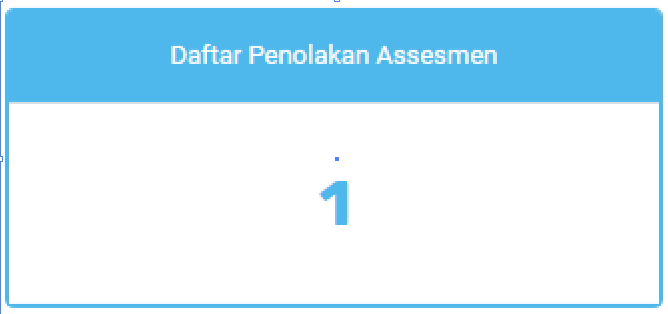 Daftar Penolakan Assesmen
1